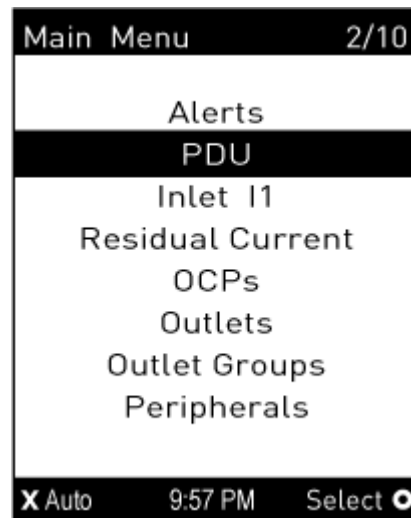 Main Menu 2/10
Alerts
PDU
Inlet I1
Residual Current
OCPs
Outlets
Outlet Groups
Peripherals
X Auto 9:57 PM Select O